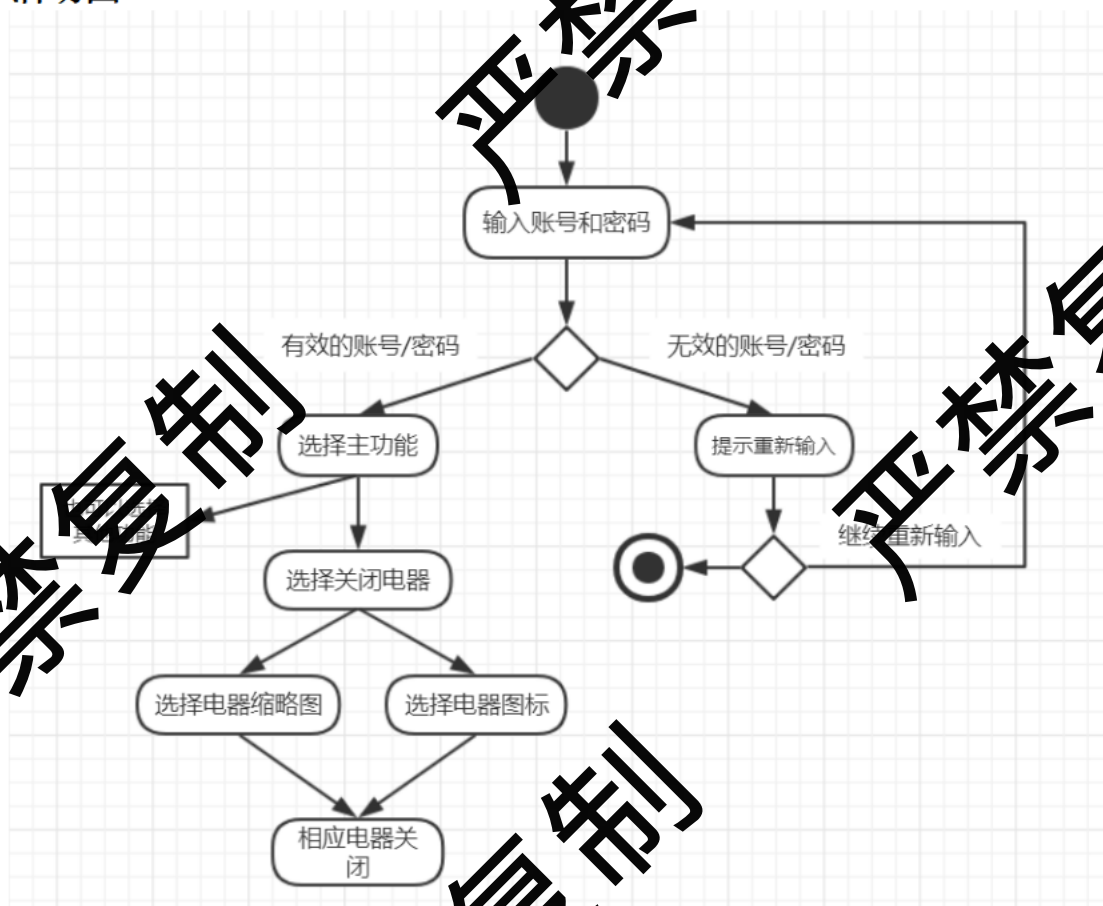 严禁
输入账号和密码
有效的账号/密码
无效的账号/密码
严禁复
选择主功能
提示重新输入
禁复制
继续重新输入
选择关闭电器
选择电器缩略图
选择电器图标
复制
相应电器关
闭